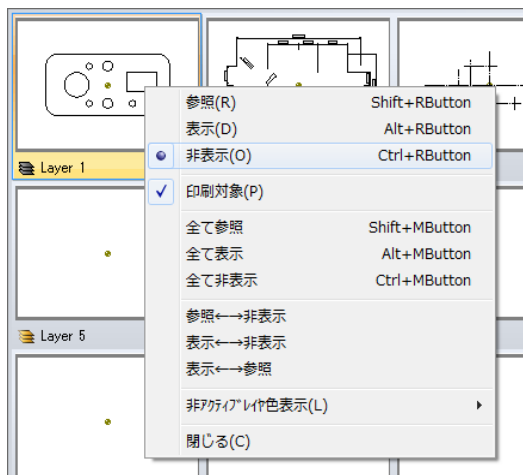 参照(R) Shift+RButton
表示(D) Alt+RButton
非表示(O) Ctrl+RButton
Layer 1
印刷対象(P)
全て参照 Shift+MButton
全て表示 Alt+MButton
全て非表示 Ctrl+MButton
参照←→非表示
Layer 5
表示←→非表示
表示←→参照
非ｱｸﾃｨﾌﾞﾚｲﾔ色表示(L)
閉じる(C)